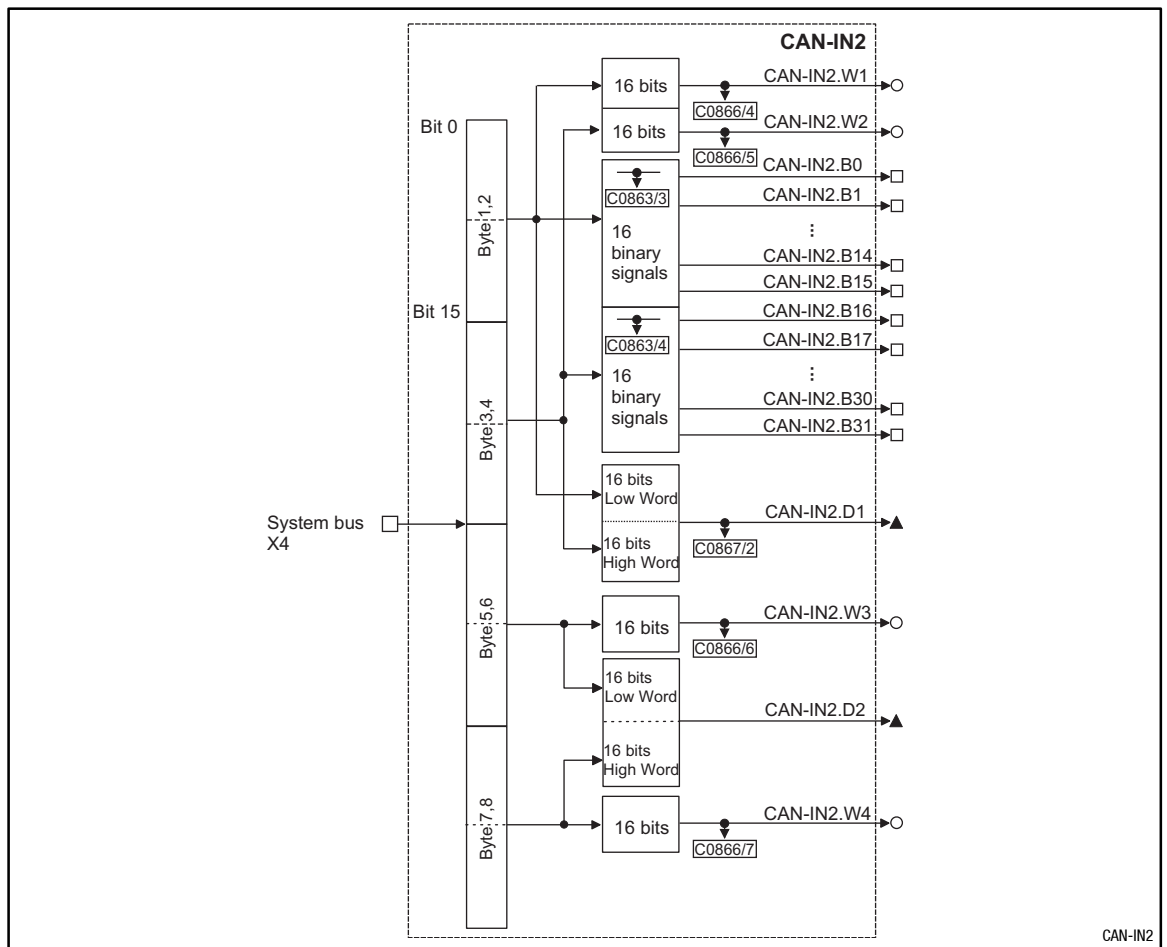 CAN-IN2
16 bits
CAN-IN2.W1
C0866/4
Bit 0
16 bits
CAN-IN2.W2
C0866/5
Byte 1,2
C0863/3
16
binary
signals
CAN-IN2.B0
CAN-IN2.B1
⋮
CAN-IN2.B14
CAN-IN2.B15
Bit 15
CAN-IN2.B16
C0863/4
CAN-IN2.B17
16
binary
signals
⋮
CAN-IN2.B30
CAN-IN2.B31
Byte 3,4
16 bits
Low Word
CAN-IN2.D1
C0867/2
16 bits
High Word
System bus
X4
Byte 5,6
16 bits
CAN-IN2.W3
C0866/6
16 bits
Low Word
CAN-IN2.D2
16 bits
High Word
Byte 7,8
16 bits
CAN-IN2.W4
C0866/7
CAN-IN2